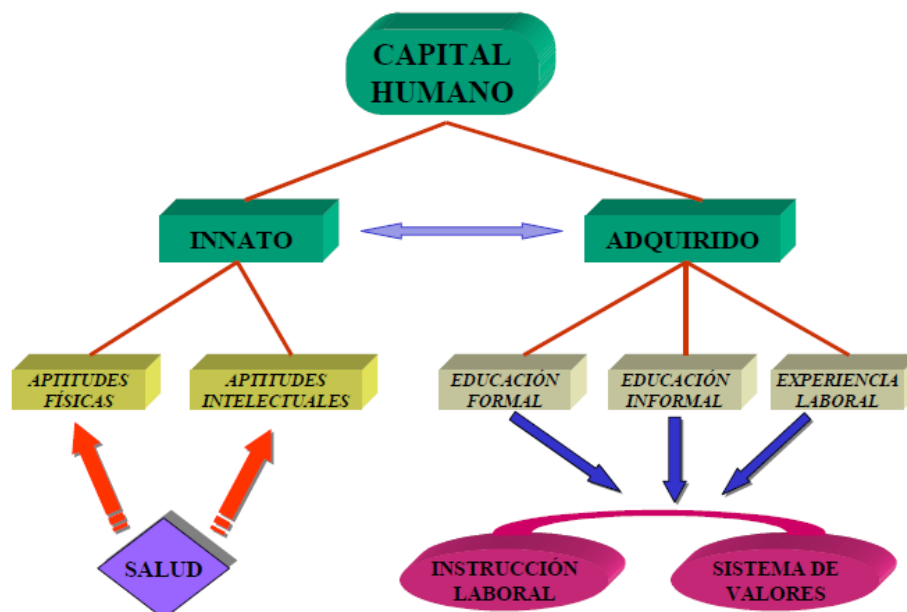 CAPITAL
HUMANO
INNATO
ADQUIRIDO
APTITUDES
FÍSICAS
APTITUDES
INTELECTUALES
EDUCACIÓN
FORMAL
EDUCACIÓN
INFORMAL
EXPERIENCIA
LABORAL
SALUD
INSTRUCCIÓN
LABORAL
SISTEMA DE
VALORES